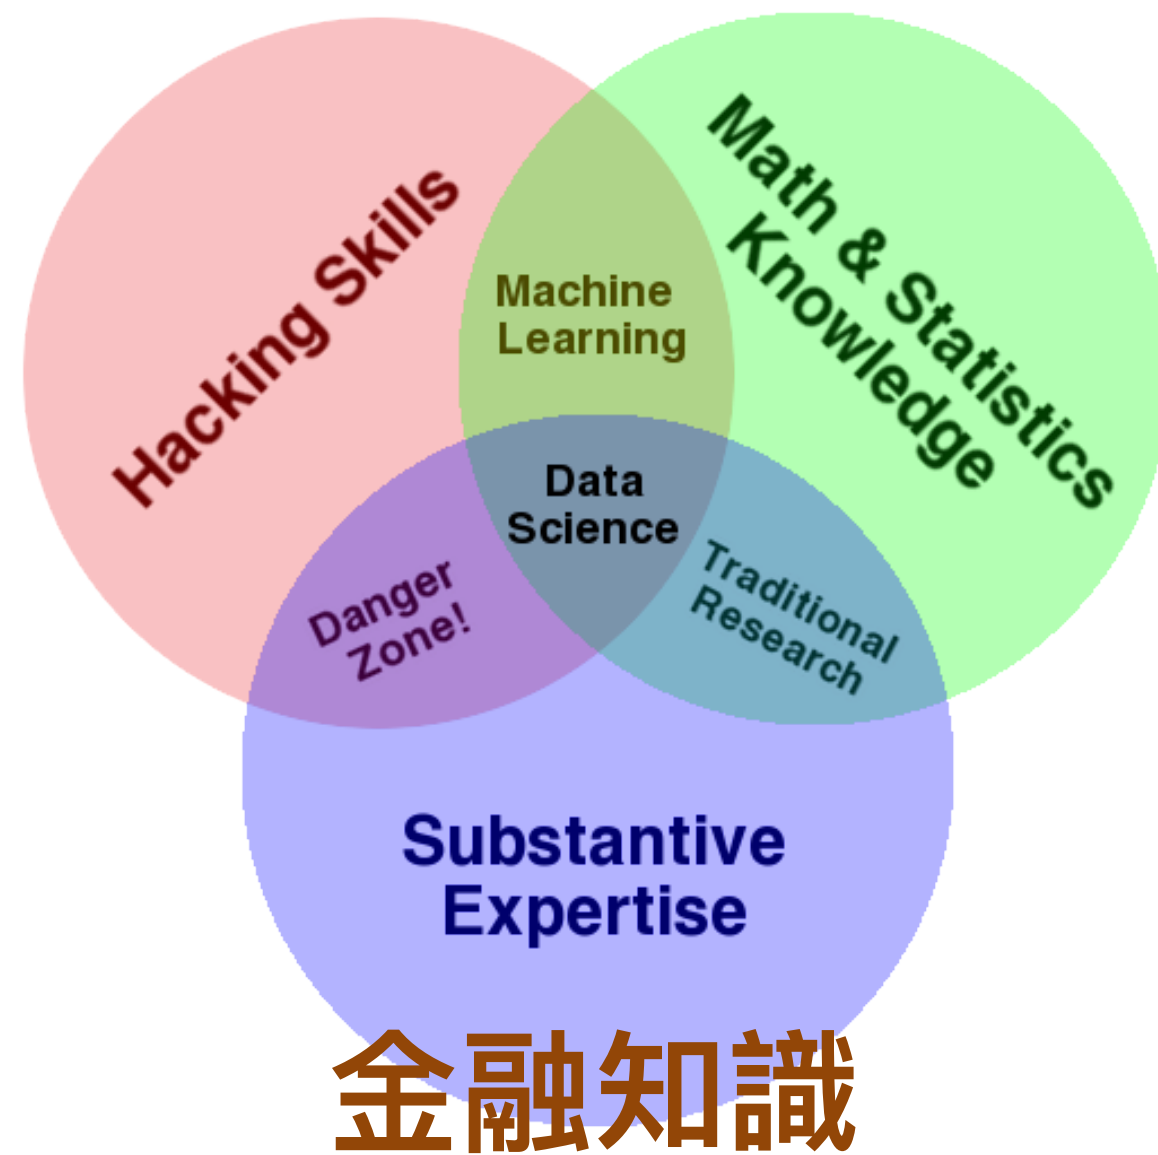 Hacking Skills
Math & Statistics
Knowledge
Machine
Learning
Data
Science
Danger
Zone!
Traditional
Research
Substantive
Expertise
金融知識